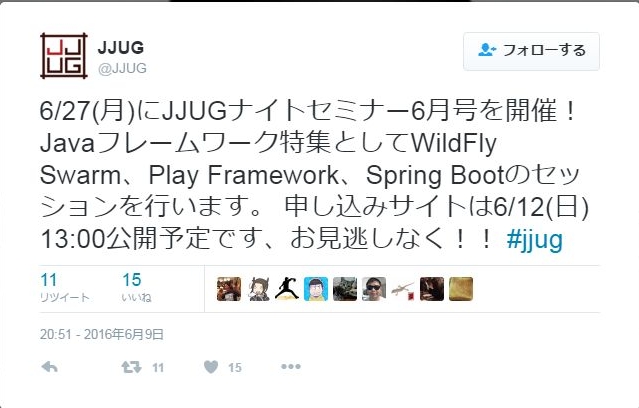 JJ
UG
JJUG
@JJUG
フォローする
6/27(月)にJJUGナイトセミナー6月号を開催！
Javaフレームワーク特集としてWildFly
Swarm、Play Framework、Spring Bootのセッ
ションを行います。 申し込みサイトは6/12(日)
13:00公開予定です、お見逃しなく！！ #jjug
11 15
リツイート いいね
20:51 - 2016年6月9日
11 15